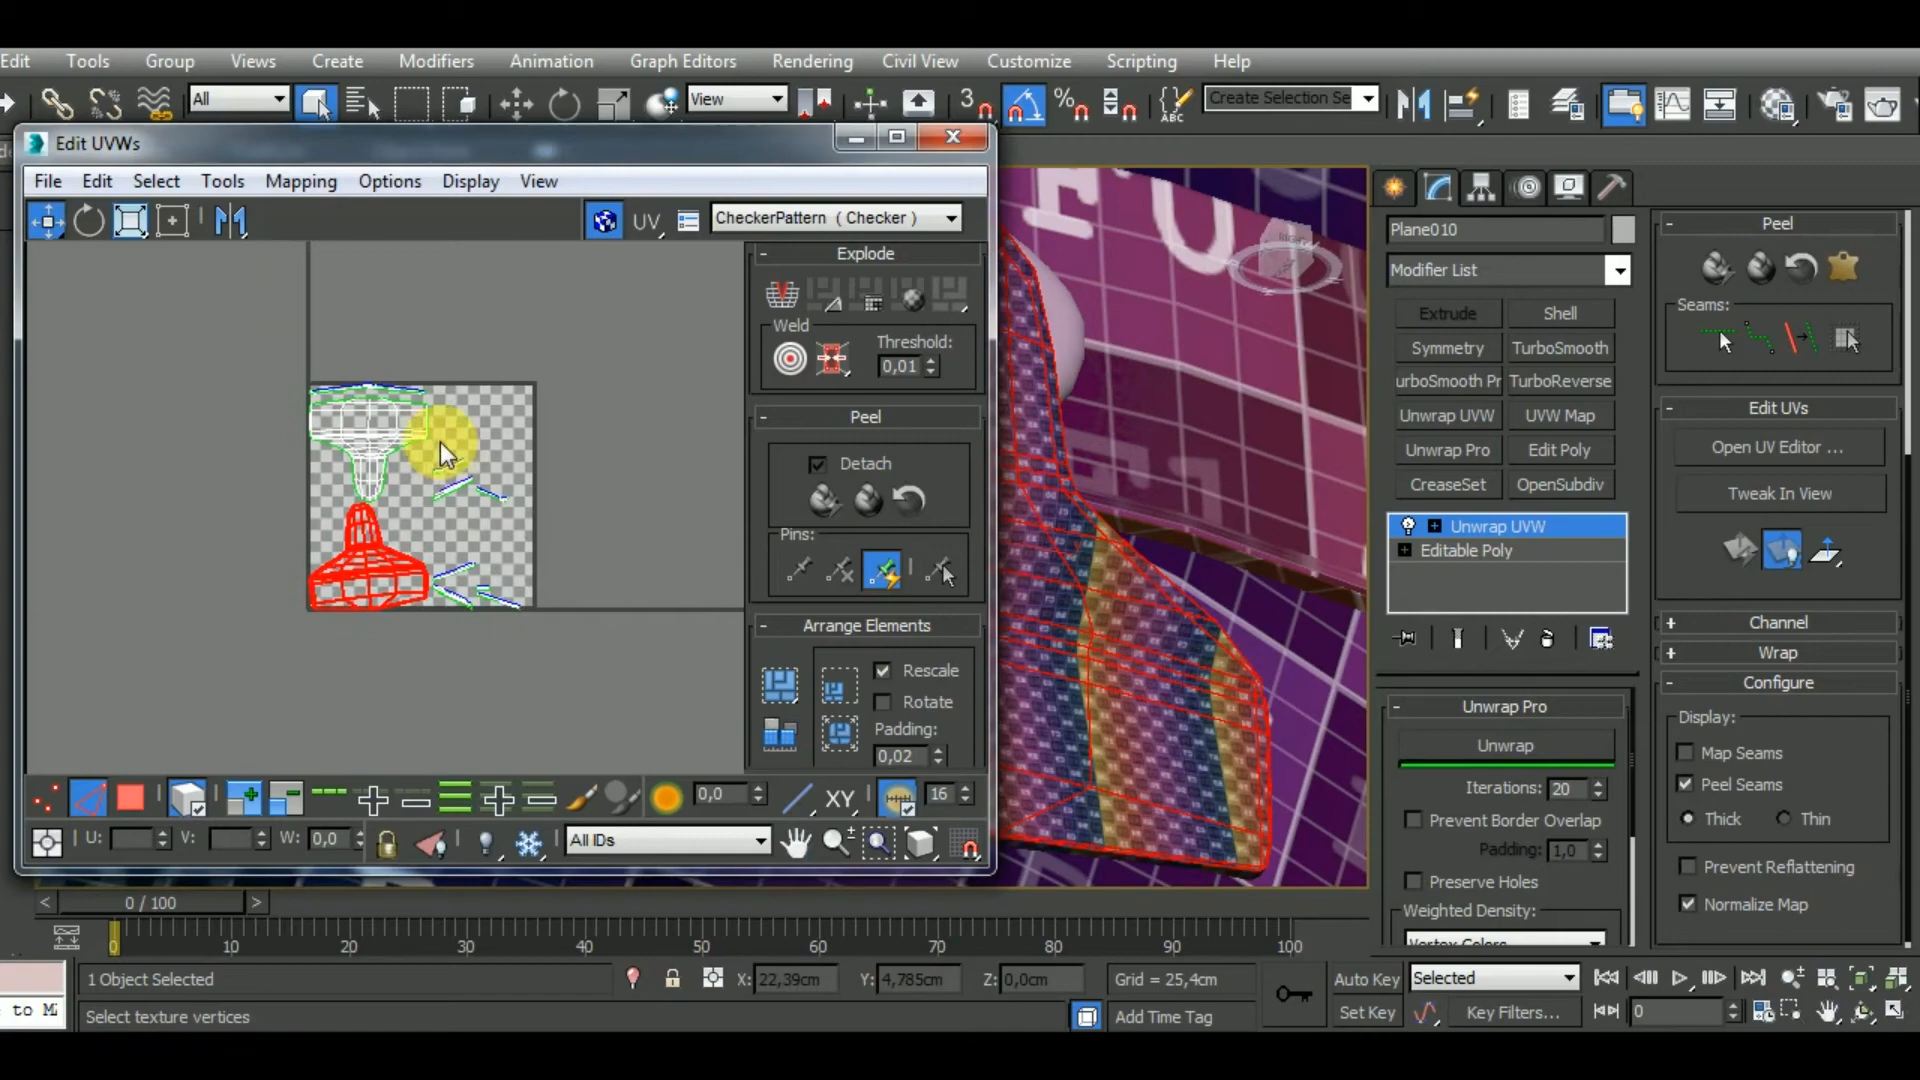 Edit Tools Group Views Create Modifiers Animation Graph Editors Rendering Civil View Customize Scripting Help
All View 3 % ABC Create Selection Se
Edit UVWs
File Edit Select Tools Mapping Options Display View
UV CheckerPattern ( Checker )
Explode
Weld
Threshold:
0,01
Peel
Detach
Pins:
Arrange Elements
Rescale
Rotate
Padding:
0,02
0,0 XY 16
U: V: W: 0,0 All IDs
Plane010
Modifier List
Extrude Shell
Symmetry TurboSmooth
urboSmooth Pr TurboReverse
Unwrap UVW UVW Map
Unwrap Pro Edit Poly
CreaseSet OpenSubdiv
Unwrap UVW
Editable Poly
Unwrap Pro
Unwrap
Iterations: 20
Prevent Border Overlap
Padding: 1,0
Preserve Holes
Weighted Density:
Vertex Colors
Peel
Seams:
Edit UVs
Open UV Editor ...
Tweak In View
Channel
Wrap
Configure
Display:
Map Seams
Peel Seams
Thick Thin
Prevent Reflattening
Normalize Map
< 0 / 100 >
0 10 20 30 40 50 60 70 80 90 100
1 Object Selected X: 22,39cm Y: 4,785cm Z: 0,0cm Grid = 25,4cm Auto Key Selected
to Mi Select texture vertices Add Time Tag Set Key Key Filters... 0